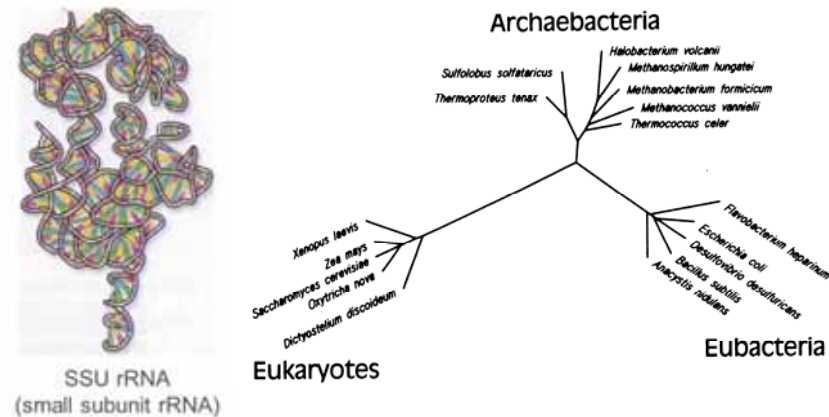 Archaebacteria
Halobacterium volcanii
Sulfolobus solfataricus
Methanospirillum hungatei
Thermoproteus tenax
Methanobacterium formicicum
Methanococcus vannielii
Thermococcus celer
Flavobacterium heparinum
Escherichia coli
Desulfovibrio desulfuricans
Bacillus subtilis
Anacystis nidulans
Xenopus laevis
Zea mays
Saccharomyces cerevisiae
Oxytricha nova
Dictyostelium discoideum
Eubacteria
Eukaryotes
SSU rRNA
(small subunit rRNA)